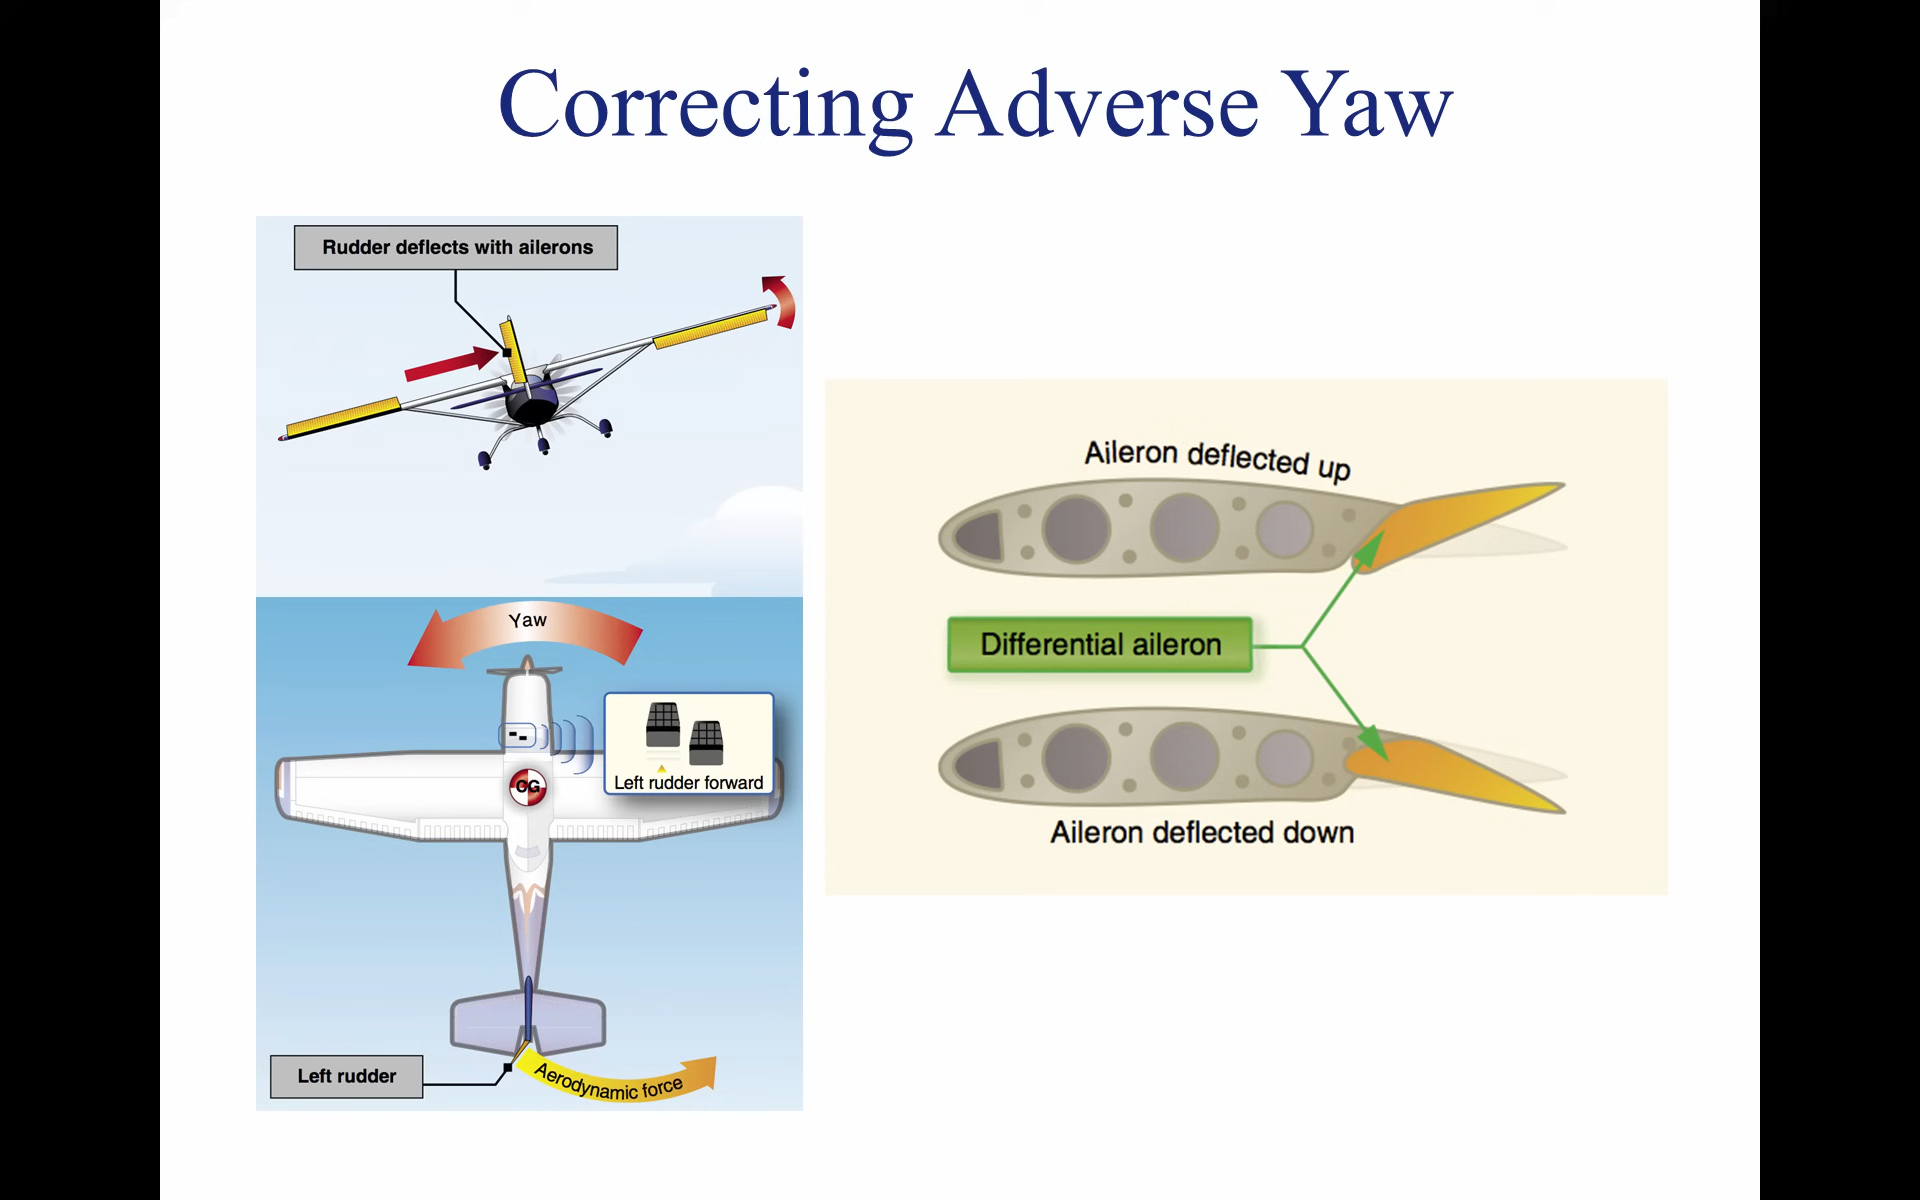 Correcting Adverse Yaw
Rudder deflects with ailerons
Yaw
Left rudder forward
CG
Left rudder
Aerodynamic force
Aileron deflected up
Differential aileron
Aileron deflected down